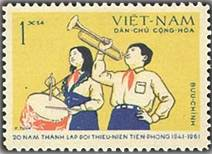 1 XU
VIỆT-NAM
DÂN-CHỦ CỘNG-HÒA
BƯU-CHÍNH
20 NĂM THÀNH LẬP ĐỘI THIẾU-NIÊN TIỀN-PHONG 1941-1961